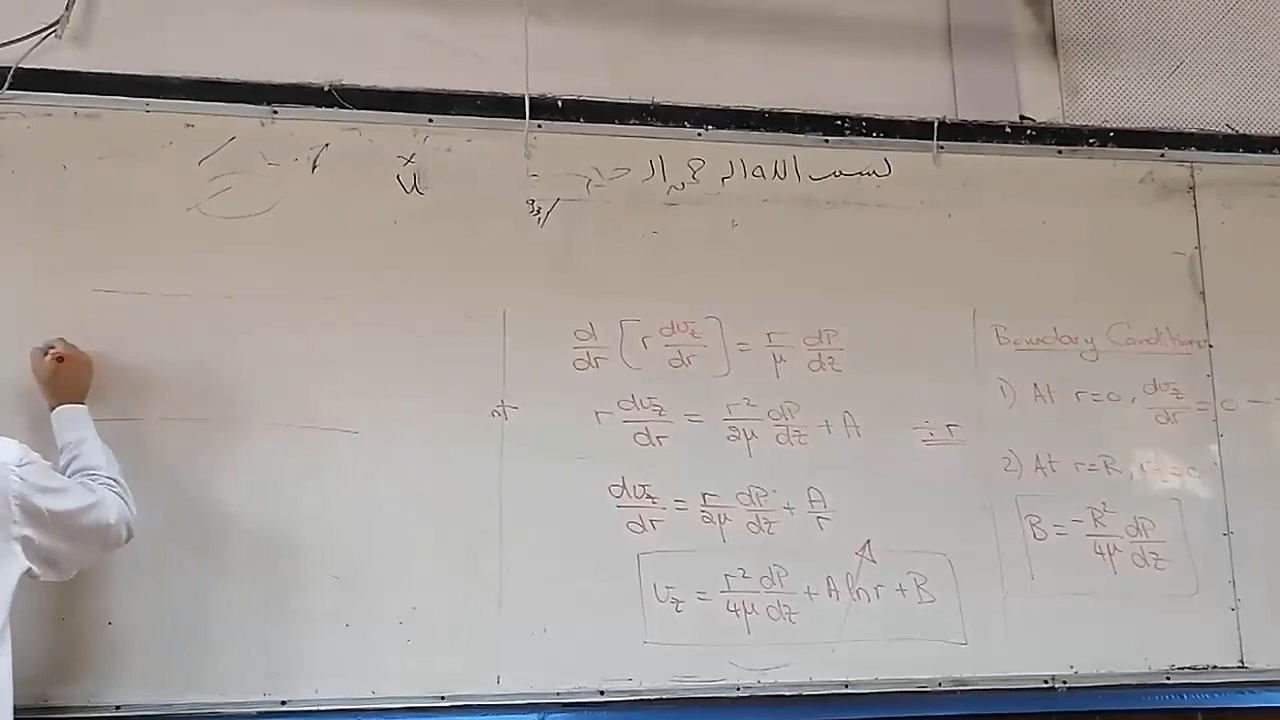 بسم الله الرحمن الرحيم
x
u
d/dr [r dv_z/dr] = r/μ dP/dz
r dv_z/dr = r²/2μ dP/dz + A ÷r
dv_z/dr = r/2μ dP/dz + A/r
v_z = r²/4μ dP/dz + A ln r + B
Boundary Conditions
1) At r=0, dv_z/dr = 0
2) At r=R, v_z=0
B = -R²/4μ dP/dz